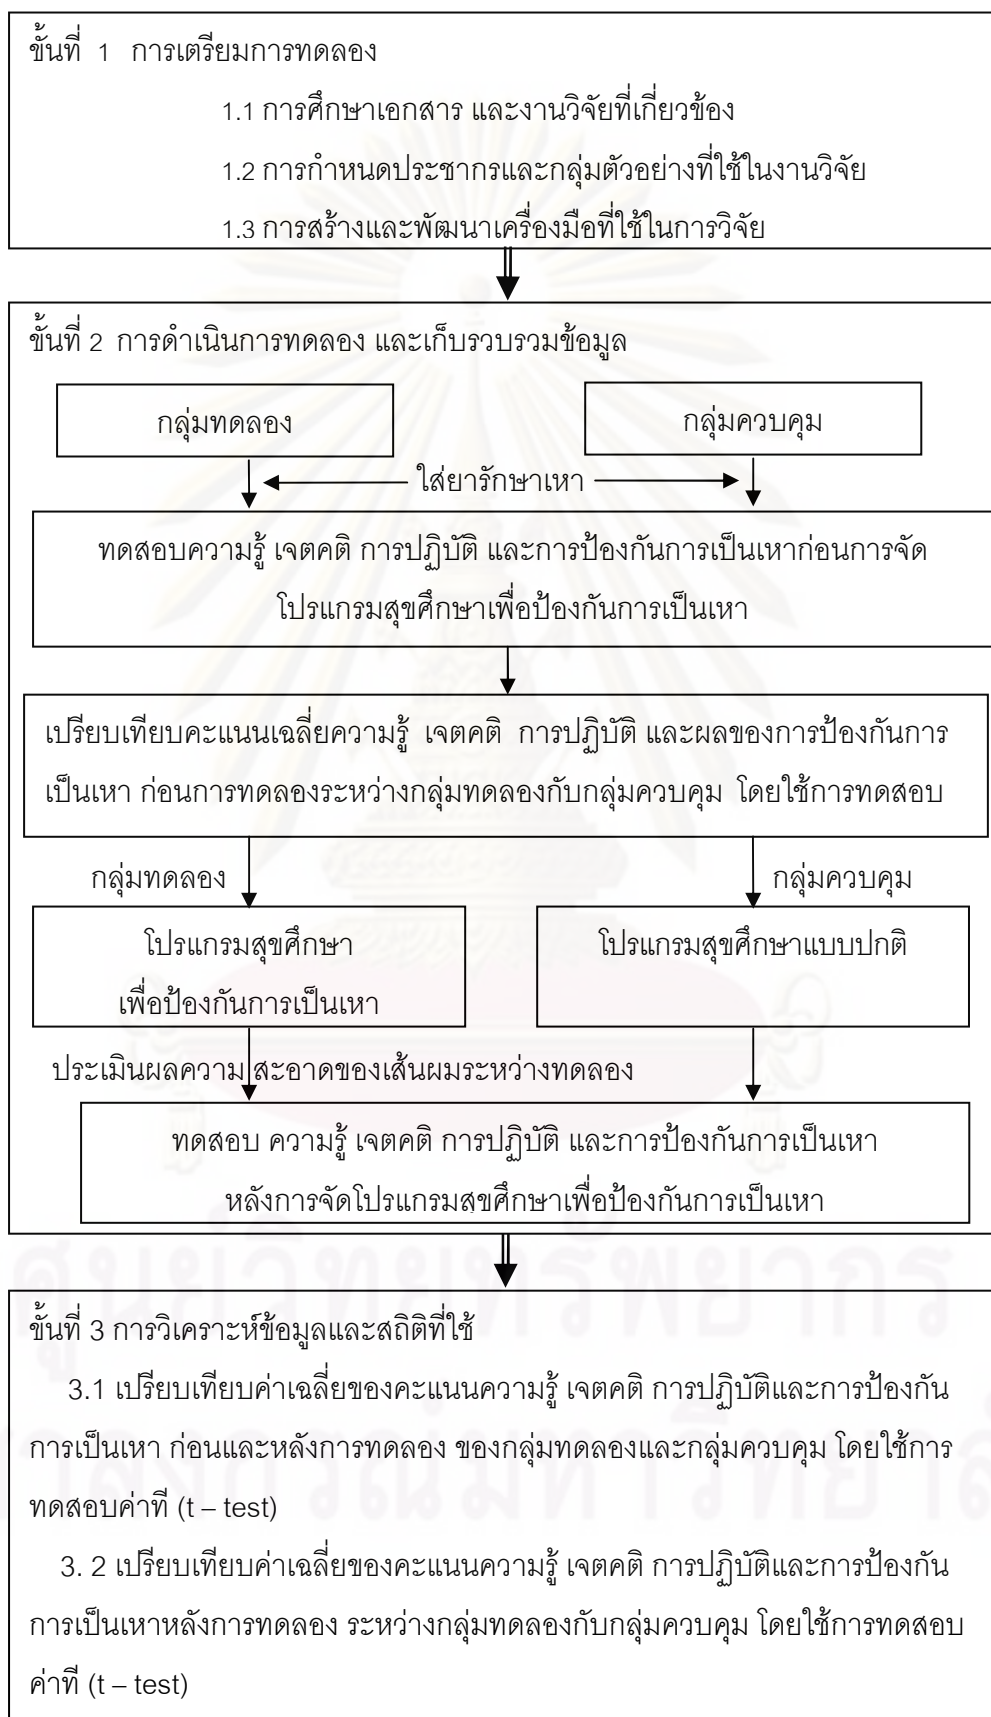 ขั้นที่ 1 การเตรียมการทดลอง
1.1 การศึกษาเอกสาร และงานวิจัยที่เกี่ยวข้อง
1.2 การกำหนดประชากรและกลุ่มตัวอย่างที่ใช้ในงานวิจัย
1.3 การสร้างและพัฒนาเครื่องมือที่ใช้ในการวิจัย
ขั้นที่ 2 การดำเนินการทดลอง และเก็บรวบรวมข้อมูล
กลุ่มทดลอง
กลุ่มควบคุม
ใส่ยารักษาเหา
ทดสอบความรู้ เจตคติ การปฏิบัติ และการป้องกันการเป็นเหาก่อนการจัด
โปรแกรมสุขศึกษาเพื่อป้องกันการเป็นเหา
เปรียบเทียบคะแนนเฉลี่ยความรู้ เจตคติ การปฏิบัติ และผลของการป้องกันการ
เป็นเหา ก่อนการทดลองระหว่างกลุ่มทดลองกับกลุ่มควบคุม โดยใช้การทดสอบ
กลุ่มทดลอง
กลุ่มควบคุม
โปรแกรมสุขศึกษา
เพื่อป้องกันการเป็นเหา
โปรแกรมสุขศึกษาแบบปกติ
ประเมินผลความสะอาดของเส้นผมระหว่างทดลอง
ทดสอบ ความรู้ เจตคติ การปฏิบัติ และการป้องกันการเป็นเหา
หลังการจัดโปรแกรมสุขศึกษาเพื่อป้องกันการเป็นเหา
ขั้นที่ 3 การวิเคราะห์ข้อมูลและสถิติที่ใช้
3.1 เปรียบเทียบค่าเฉลี่ยของคะแนนความรู้ เจตคติ การปฏิบัติและการป้องกัน
การเป็นเหา ก่อนและหลังการทดลอง ของกลุ่มทดลองและกลุ่มควบคุม โดยใช้การ
ทดสอบค่าที (t – test)
3. 2 เปรียบเทียบค่าเฉลี่ยของคะแนนความรู้ เจตคติ การปฏิบัติและการป้องกัน
การเป็นเหาหลังการทดลอง ระหว่างกลุ่มทดลองกับกลุ่มควบคุม โดยใช้การทดสอบ
ค่าที (t – test)
ศูนย์วิทยทรัพยากร